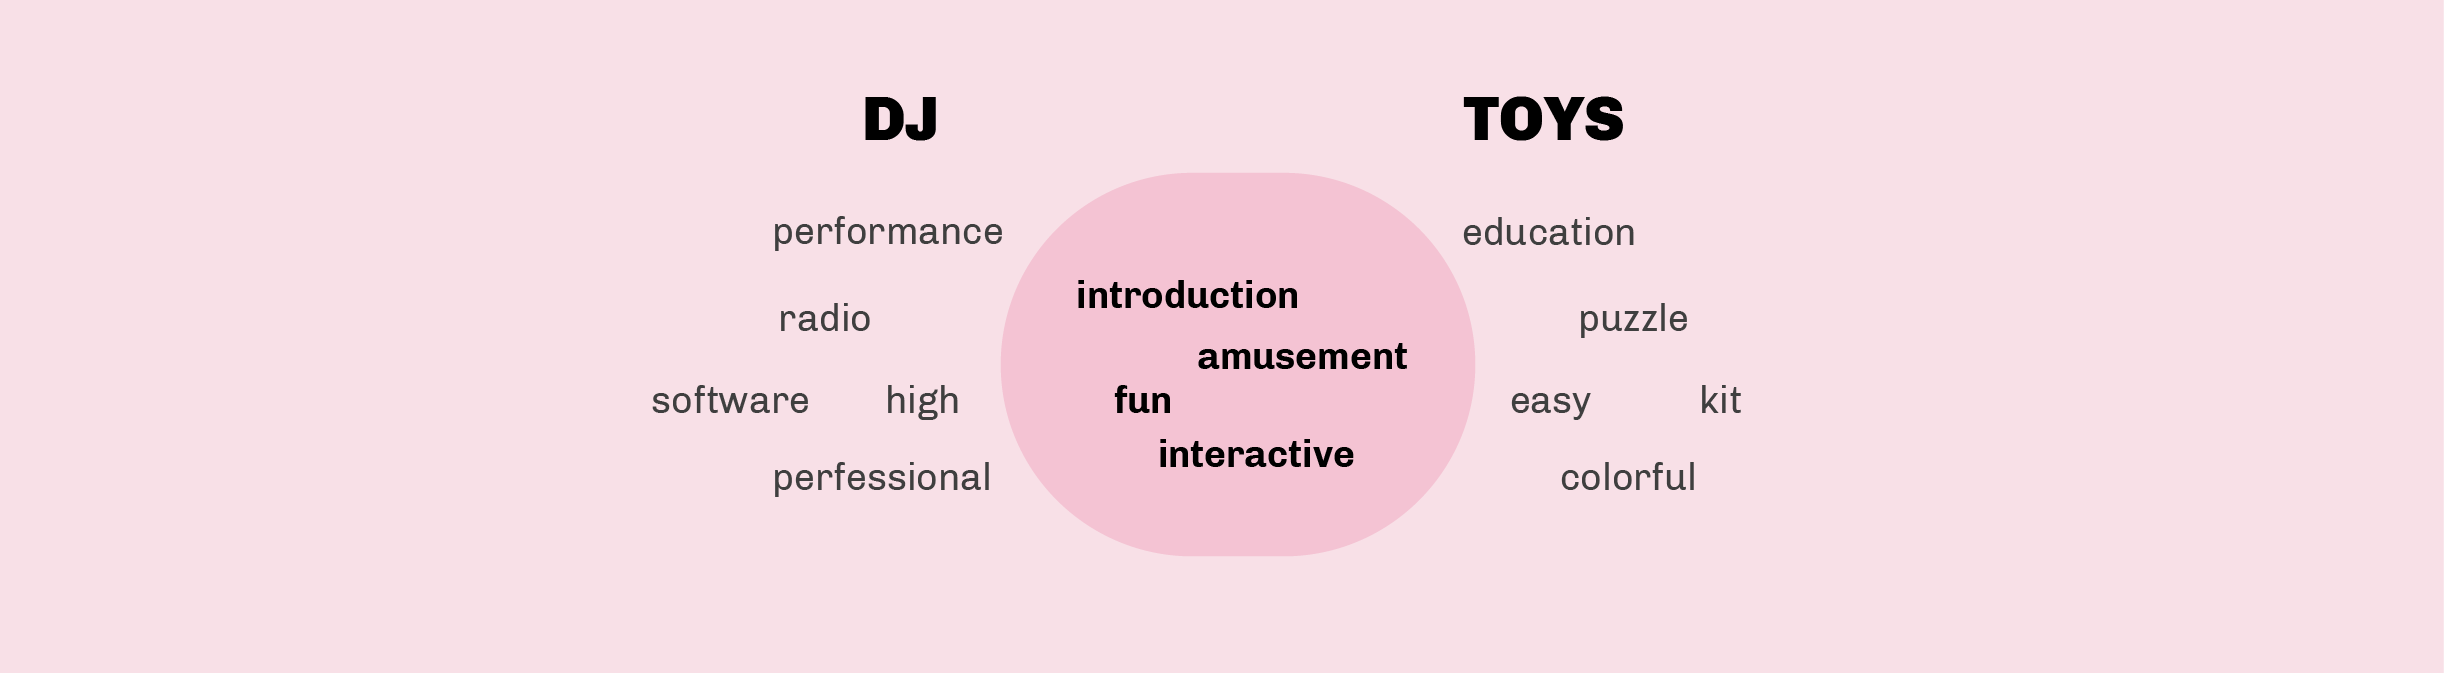 DJ
TOYS
performance
radio
software high
perfessional
introduction
amusement
fun
interactive
education
puzzle
easy kit
colorful